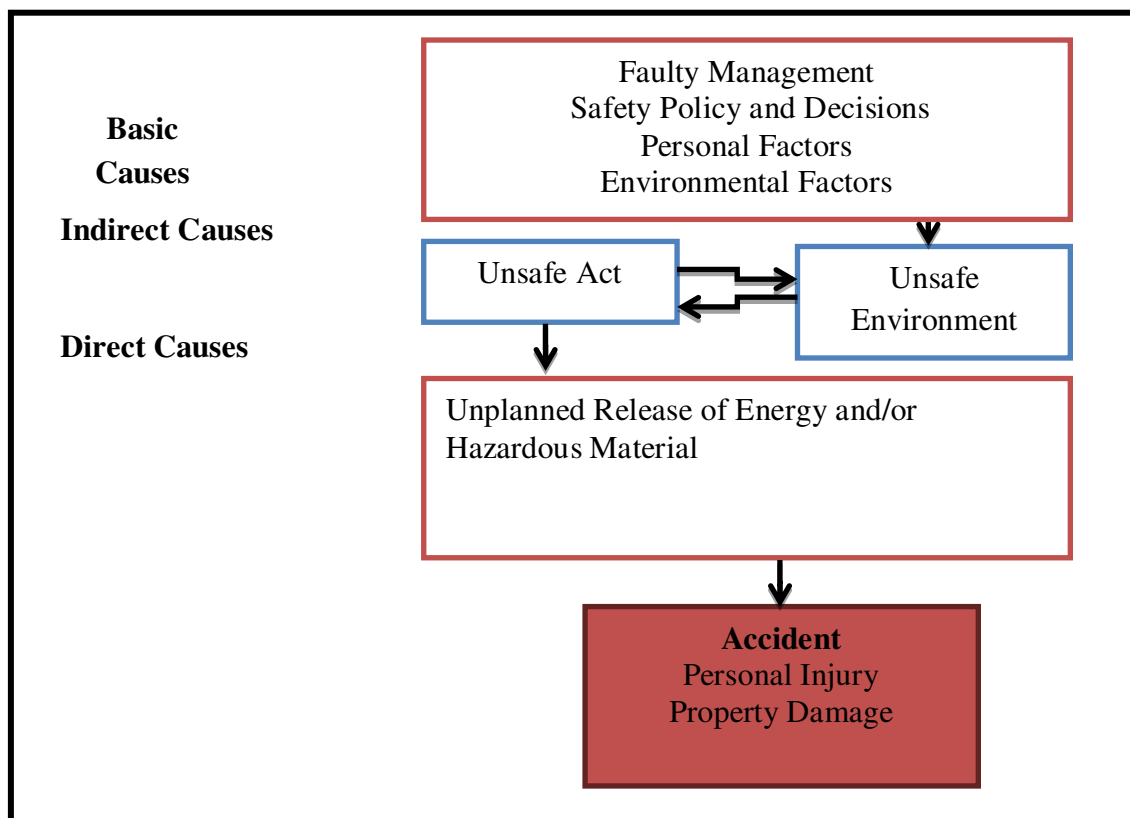 Faulty Management
Safety Policy and Decisions
Personal Factors
Environmental Factors
Basic
Causes
Indirect Causes
Unsafe Act
Unsafe
Environment
Direct Causes
Unplanned Release of Energy and/or
Hazardous Material
Accident
Personal Injury
Property Damage